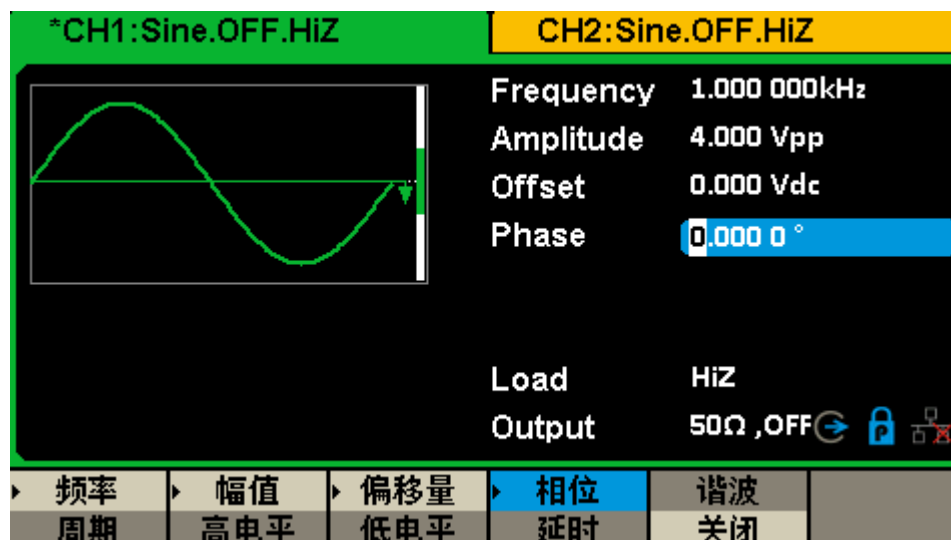 *CH1:Sine.OFF.HiZ CH2:Sine.OFF.HiZ
Frequency 1.000 000kHz
Amplitude 4.000 Vpp
Offset 0.000 Vdc
Phase 0.000 0 °
Load HiZ
Output 50Ω ,OFF
频率 幅值 偏移量 相位 谐波
周期 高电平 低电平 延时 关闭